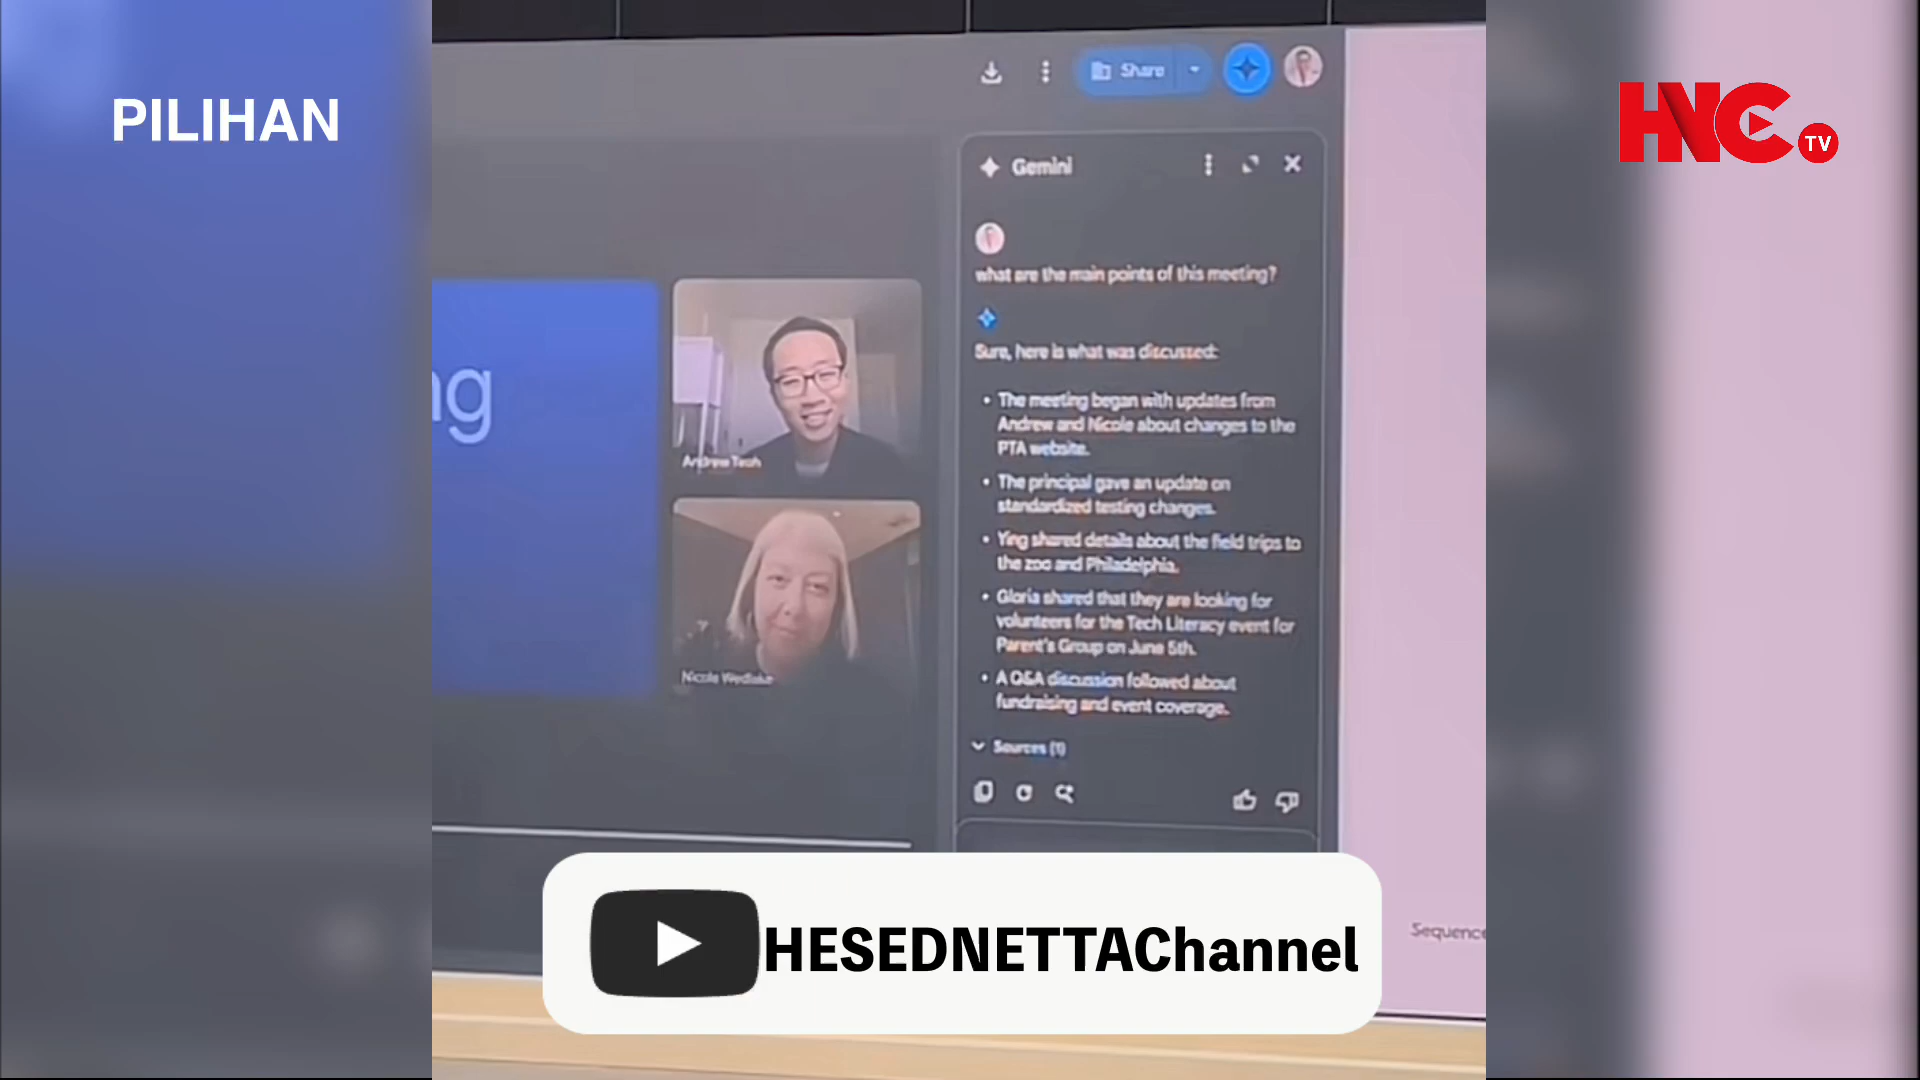 PILIHAN
HNC TV
Share
Gemini
what are the main points of this meeting?
Sure, here is what was discussed:
• The meeting began with updates from
Andrew and Nicole about changes to the
PTA website.
• The principal gave an update on
standardized testing changes.
• Ying shared details about the field trips to
the zoo and Philadelphia.
• Gloria shared that they are looking for
volunteers for the Tech Literacy event for
Parent's Group on June 5th.
• A Q&A discussion followed about
fundraising and event coverage.
Sources (1)
ng
Andrew Teoh
Nicole Wedlake
Sequence
HESEDNETTAChannel